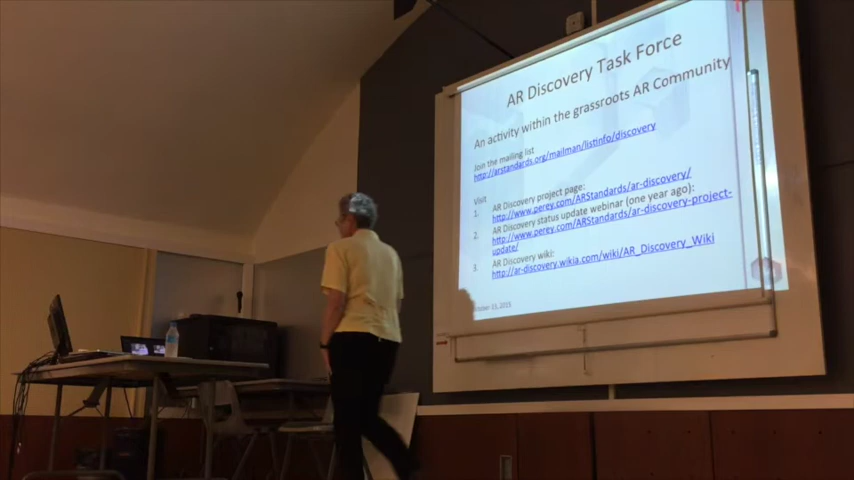 AR Discovery Task Force
An activity within the grassroots AR Community
Join the mailing list
http://arstandards.org/mailman/listinfo/discovery
Visit
1. AR Discovery project page:
http://www.perey.com/ARStandards/ar-discovery/
2. AR Discovery status update webinar (one year ago):
http://www.perey.com/ARStandards/ar-discovery-project-
update/
3. AR Discovery wiki:
http://ar-discovery.wikia.com/wiki/AR_Discovery_Wiki